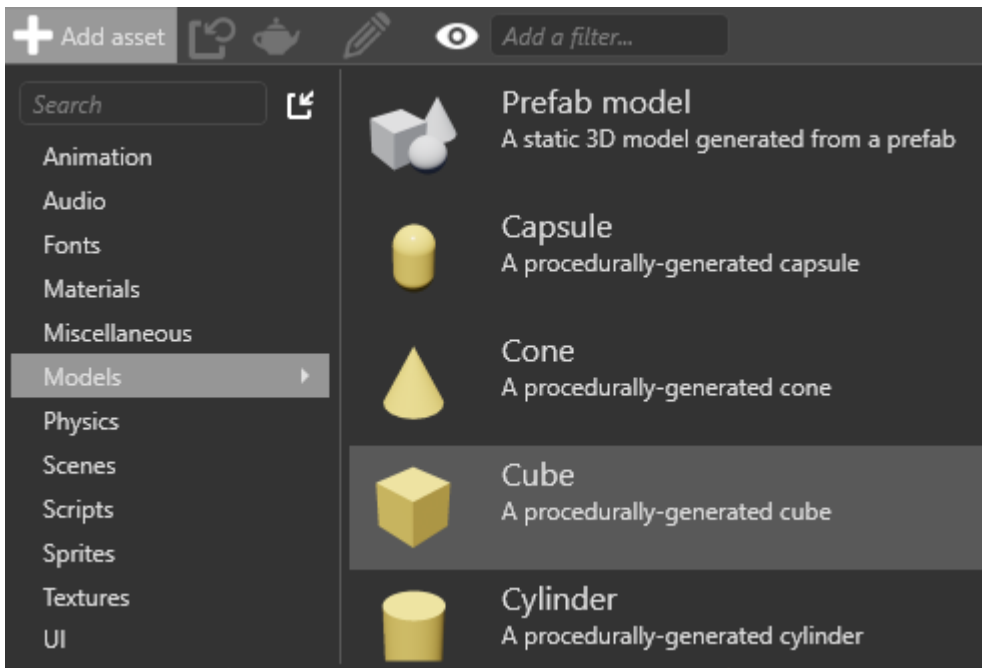 Add asset
Add a filter...
Search
Animation
Audio
Fonts
Materials
Miscellaneous
Models
Physics
Scenes
Scripts
Sprites
Textures
UI
Prefab model
A static 3D model generated from a prefab
Capsule
A procedurally-generated capsule
Cone
A procedurally-generated cone
Cube
A procedurally-generated cube
Cylinder
A procedurally-generated cylinder